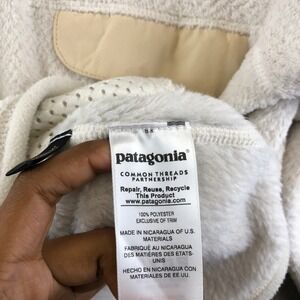 patagonia®
COMMON THREADS
PARTNERSHIP
Repair, Reuse, Recycle
This Product
www.patagonia.com
100% POLYESTER
EXCLUSIVE OF TRIM
MADE IN NICARAGUA OF U.S.
MATERIALS
FABRIQUÉ AU NICARAGUA
DES MATIÈRES DES ÉTATS-
UNIS
HECHO EN NICARAGUA CON
MATERIALES DE EE.UU.